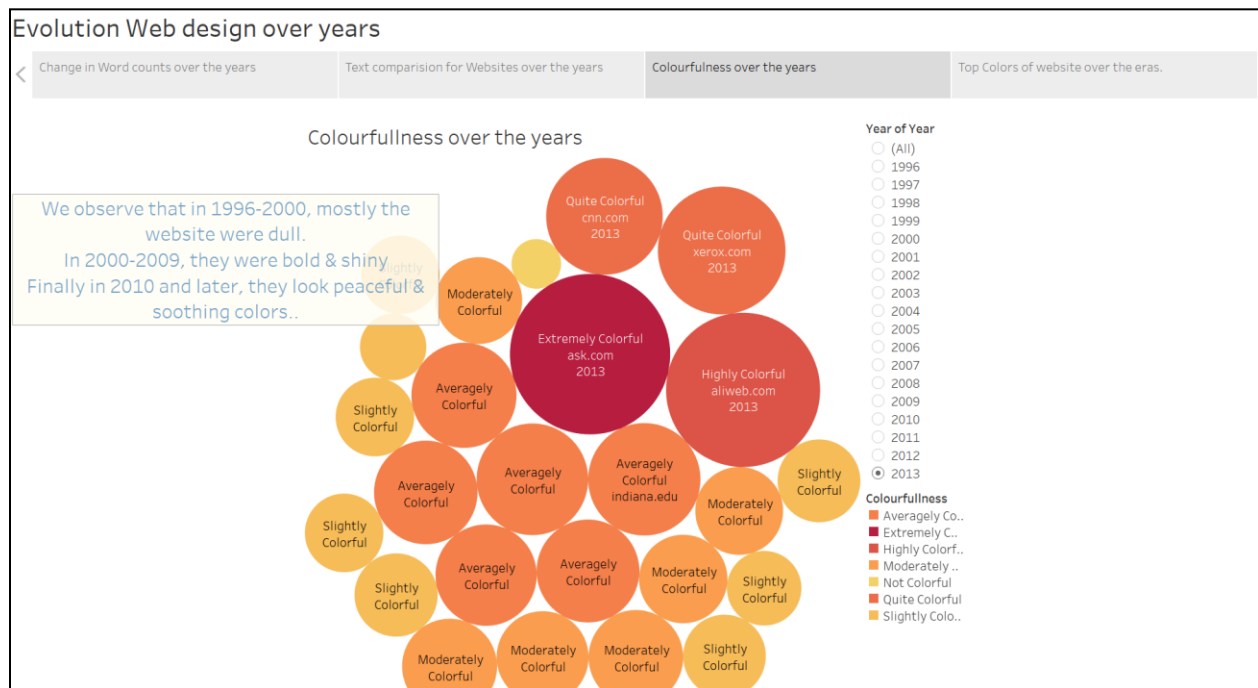 Evolution Web design over years
Change in Word counts over the years
Text comparision for Websites over the years
Colourfulness over the years
Top Colors of website over the eras.
Colourfullness over the years
We observe that in 1996-2000, mostly the
website were dull.
In 2000-2009, they were bold & shiny
Finally in 2010 and later, they look peaceful &
soothing colors..
Quite Colorful
cnn.com
2013
Quite Colorful
xerox.com
2013
Slightly
Moderately
Colorful
Extremely Colorful
ask.com
2013
Highly Colorful
aliweb.com
2013
Averagely
Colorful
Slightly
Colorful
Averagely
Colorful
Averagely
Colorful
Averagely
Colorful
indiana.edu
Slightly
Colorful
Moderately
Colorful
Slightly
Colorful
Averagely
Colorful
Averagely
Colorful
Moderately
Colorful
Slightly
Colorful
Slightly
Colorful
Moderately
Colorful
Moderately
Colorful
Moderately
Colorful
Slightly
Colorful
Year of Year
(All)
1996
1997
1998
1999
2000
2001
2002
2003
2004
2005
2006
2007
2008
2009
2010
2011
2012
2013
Colourfullness
Averagely Co..
Extremely C..
Highly Colorf..
Moderately ..
Not Colorful
Quite Colorful
Slightly Colo..